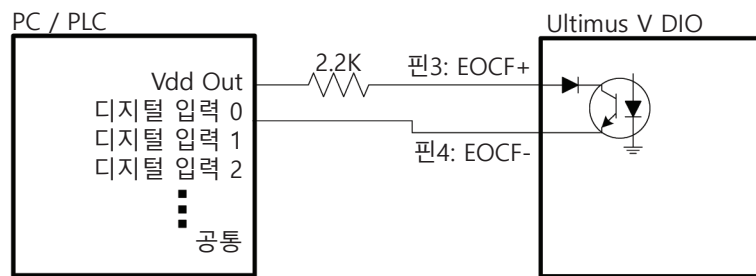 PC / PLC
Ultimus V DIO
2.2K
핀3: EOCF+
Vdd Out
디지털 입력 0
디지털 입력 1
핀4: EOCF-
디지털 입력 2
공통